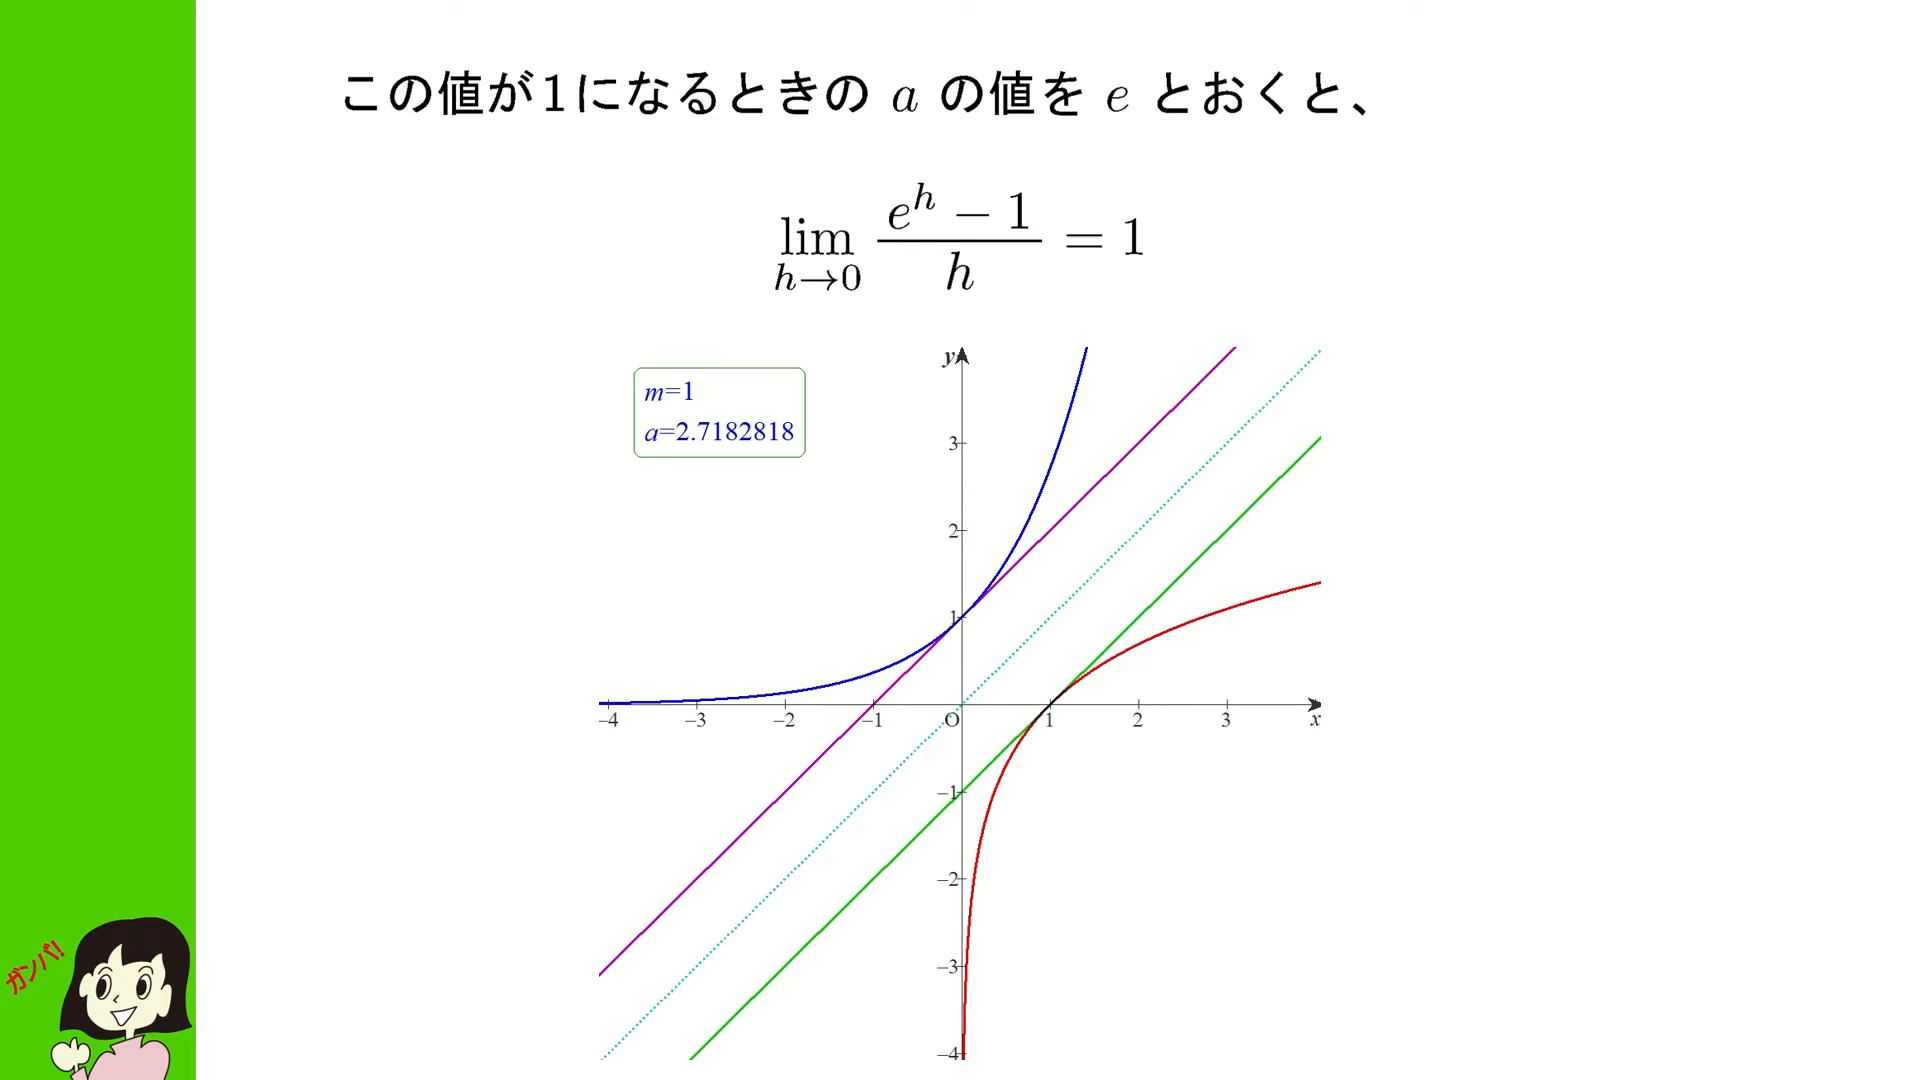 この値が1になるときの a の値を e とおくと、
lim h→0 (e^h − 1)/h = 1
m=1
a=2.7182818
y
3
2
1
−4 −3 −2 −1 O 1 2 3 x
−1
−2
−3
−4
ガンバ!